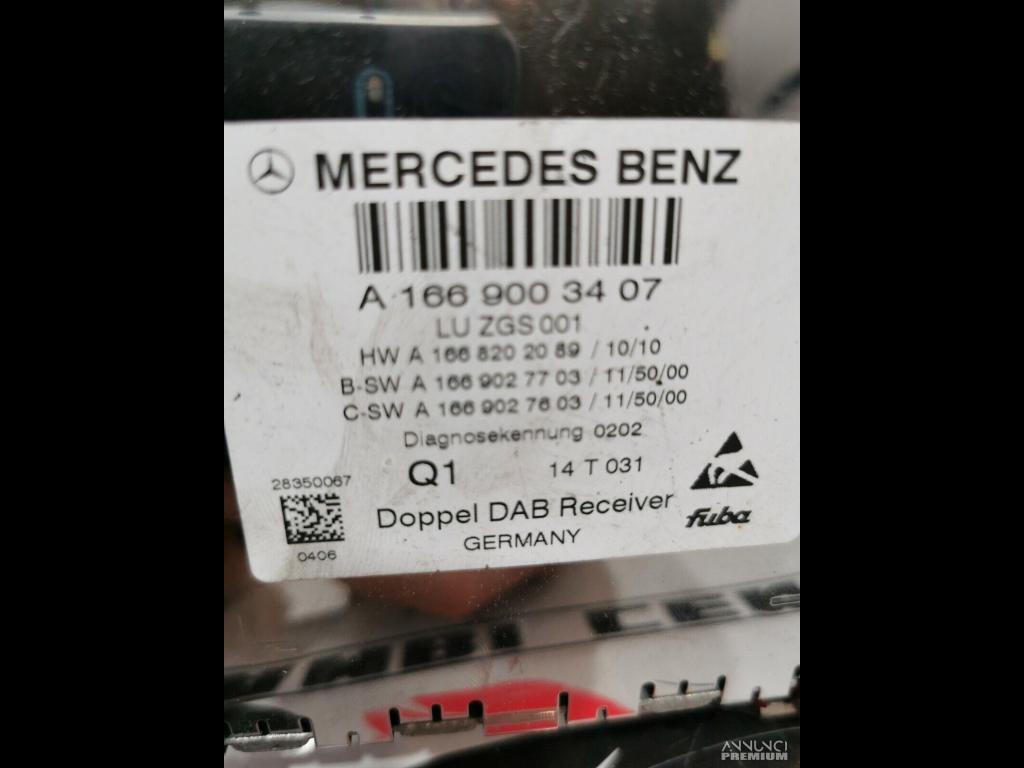 MERCEDES BENZ
A 166 900 34 07
LU ZGS 001
HW A 166 820 20 89 / 10/10
B-SW A 166 902 77 03 / 11/50/00
C-SW A 166 902 76 03 / 11/50/00
Diagnosekennung 0202
Q1 14 T 031
28350067
Doppel DAB Receiver
fuba
GERMANY
0406
ANNUNCI
PREMIUM